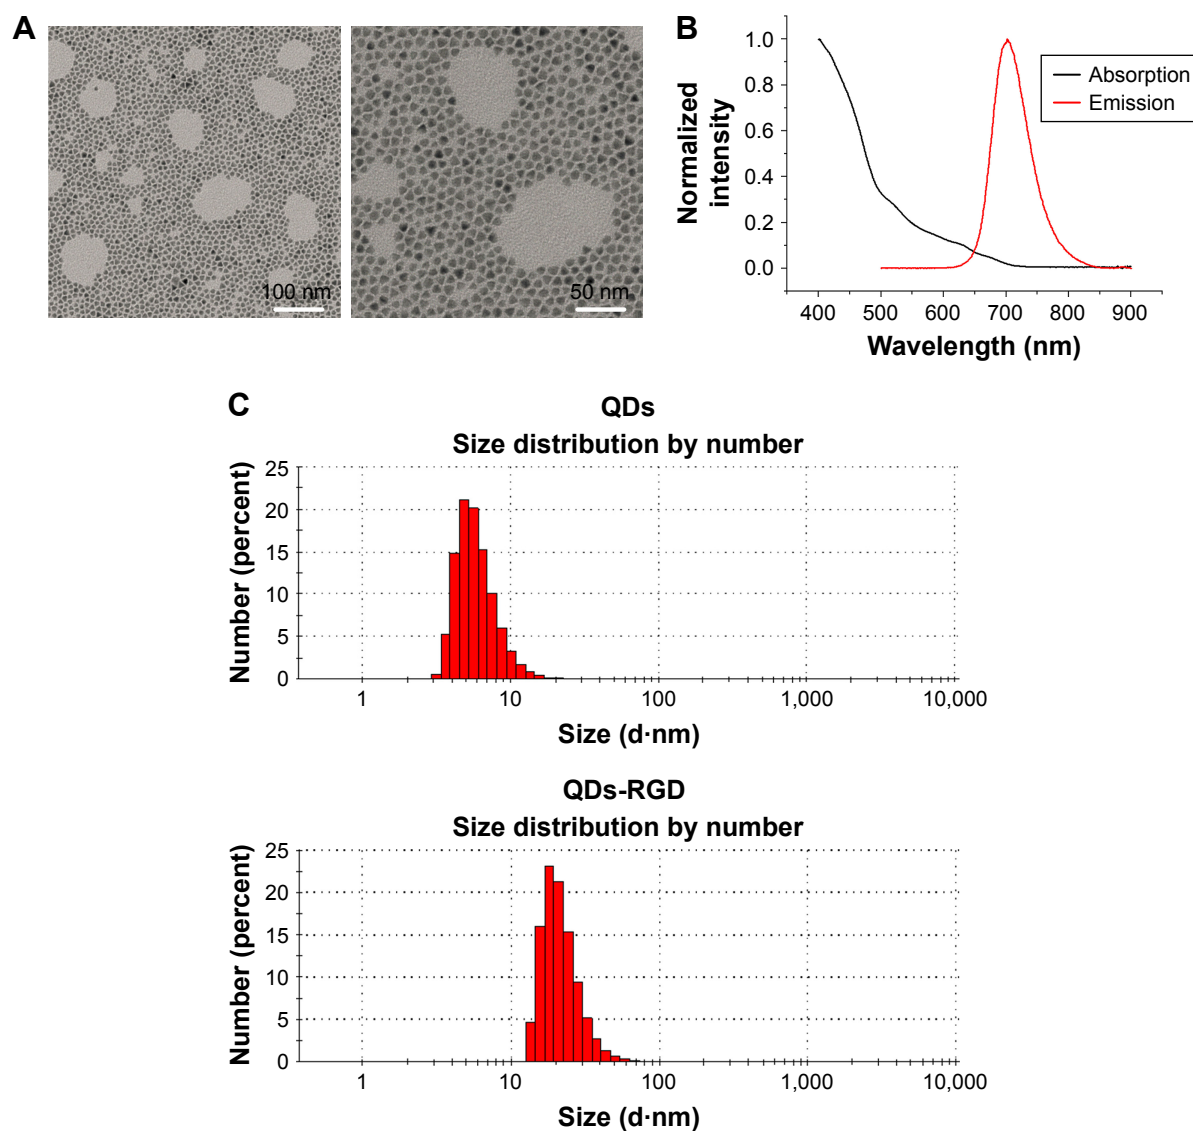 A
100 nm
50 nm
B
1.0
0.8
0.6
0.4
0.2
0.0
Normalized
intensity
Absorption
Emission
400 500 600 700 800 900
Wavelength (nm)
C
QDs
Size distribution by number
25
20
15
10
5
0
Number (percent)
1 10 100 1,000 10,000
Size (d·nm)
QDs-RGD
Size distribution by number
25
20
15
10
5
0
Number (percent)
1 10 100 1,000 10,000
Size (d·nm)